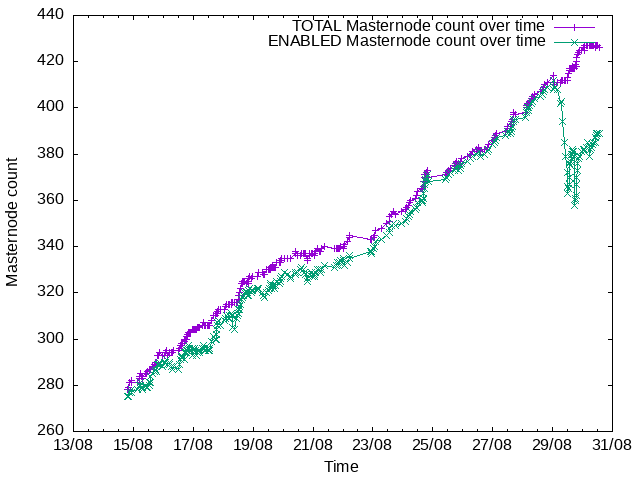 440
420
400
380
360
340
320
300
280
260
Masternode count
TOTAL Masternode count over time
ENABLED Masternode count over time
13/08 15/08 17/08 19/08 21/08 23/08 25/08 27/08 29/08 31/08
Time